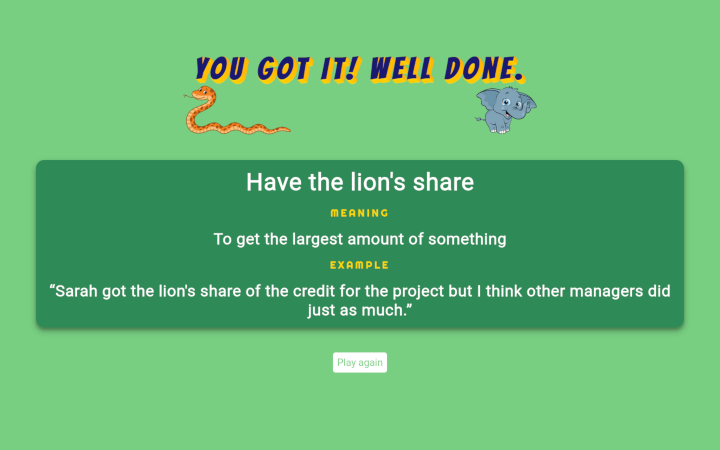 YOU GOT IT! WELL DONE.
Have the lion's share
MEANING
To get the largest amount of something
EXAMPLE
“Sarah got the lion's share of the credit for the project but I think other managers did
just as much.”
Play again